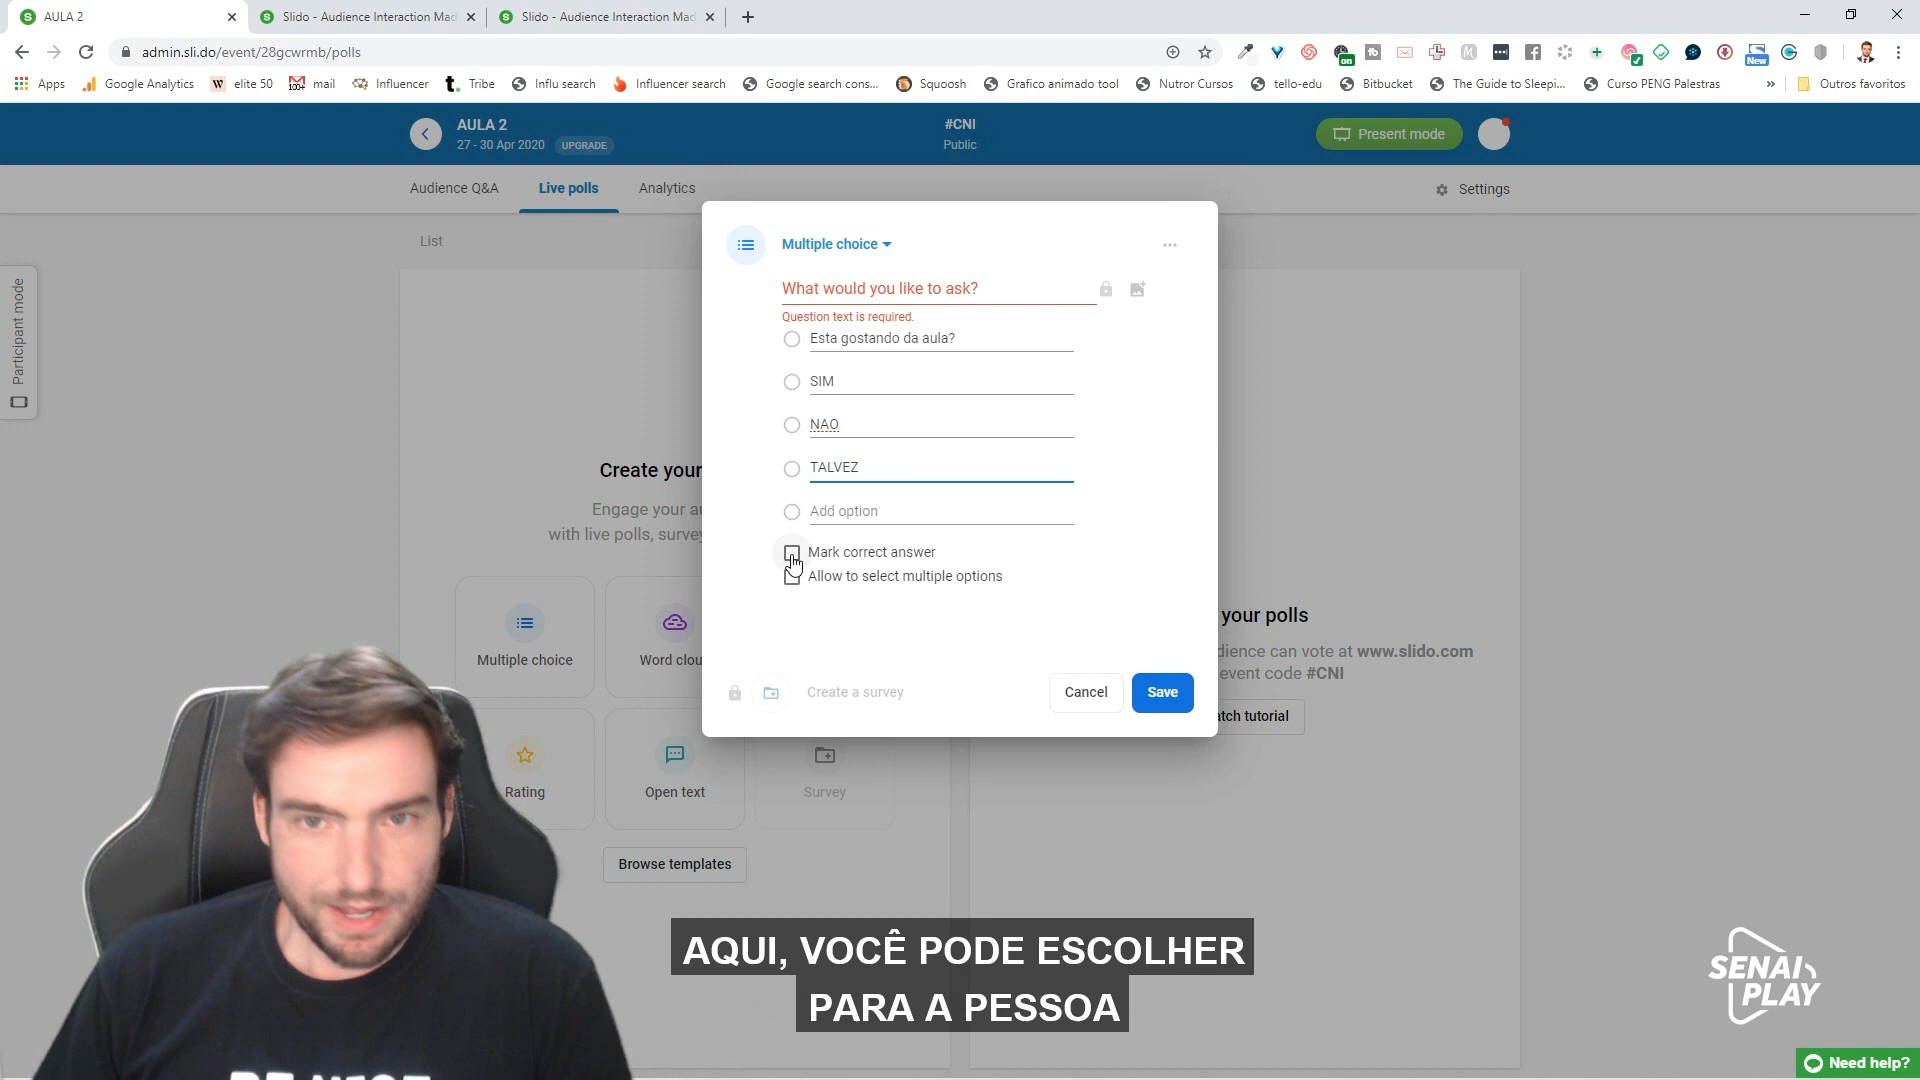 AULA 2
Slido - Audience Interaction Mad
Slido - Audience Interaction Mad
admin.sli.do/event/28gcwrmb/polls
on
New
Apps
Google Analytics
elite 50
mail
Influencer
Tribe
Influ search
Influencer search
Google search cons...
Squoosh
Grafico animado tool
Nutror Cursos
tello-edu
Bitbucket
The Guide to Sleepi...
Curso PENG Palestras
»
Outros favoritos
AULA 2
27 - 30 Apr 2020 UPGRADE
#CNI
Public
Present mode
Audience Q&A
Live polls
Analytics
Settings
List
Participant mode
Multiple choice
What would you like to ask?
Question text is required.
Esta gostando da aula?
SIM
NAO
TALVEZ
Add option
Mark correct answer
Allow to select multiple options
Create a survey
Cancel
Save
Create your
Engage your a
with live polls, survey
Multiple choice
Word clou
Rating
Open text
Survey
Browse templates
your polls
dience can vote at www.slido.com
event code #CNI
atch tutorial
AQUI, VOCÊ PODE ESCOLHER
PARA A PESSOA
SENAI
PLAY
Need help?